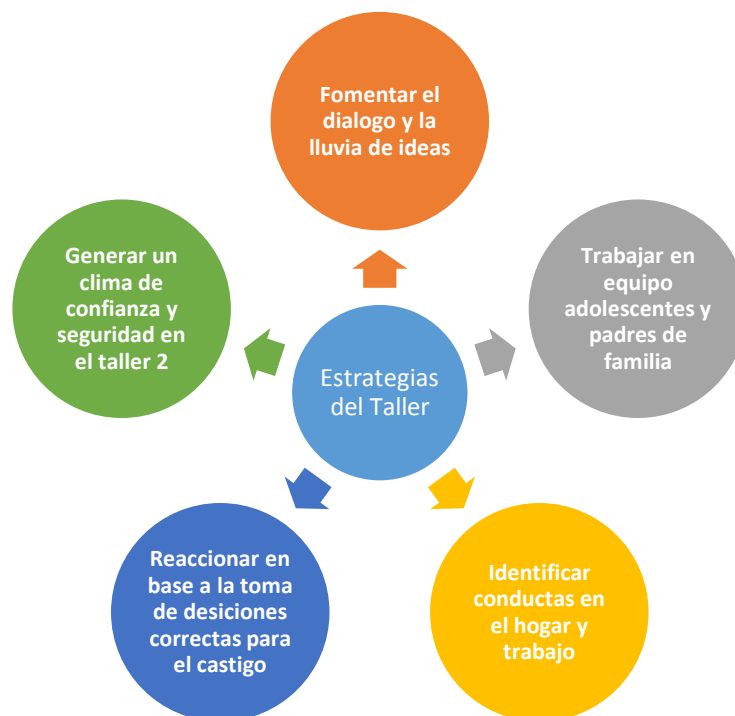 Fomentar el
dialogo y la
lluvia de ideas
Generar un
clima de
confianza y
seguridad en
el taller 2
Trabajar en
equipo
adolescentes y
padres de
familia
Estrategias
del Taller
Reaccionar en
base a la toma
de desiciones
correctas para
el castigo
Identificar
conductas en
el hogar y
trabajo